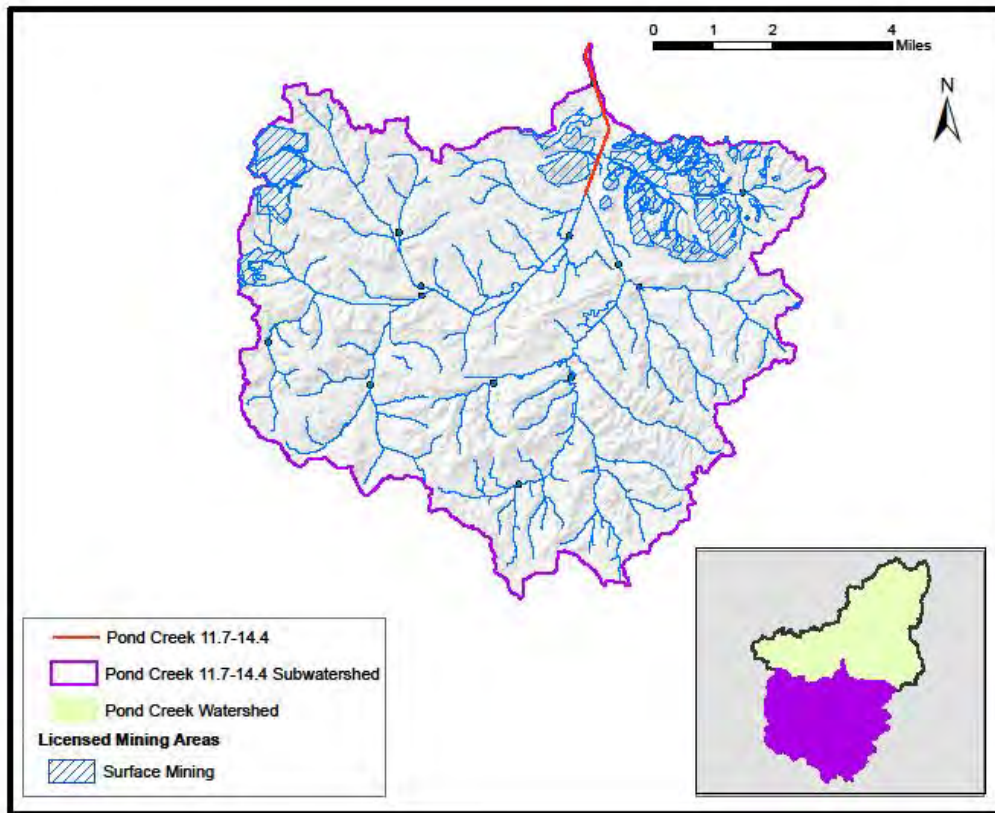 0 1 2 4
Miles
N
Pond Creek 11.7-14.4
Pond Creek 11.7-14.4 Subwatershed
Pond Creek Watershed
Licensed Mining Areas
Surface Mining